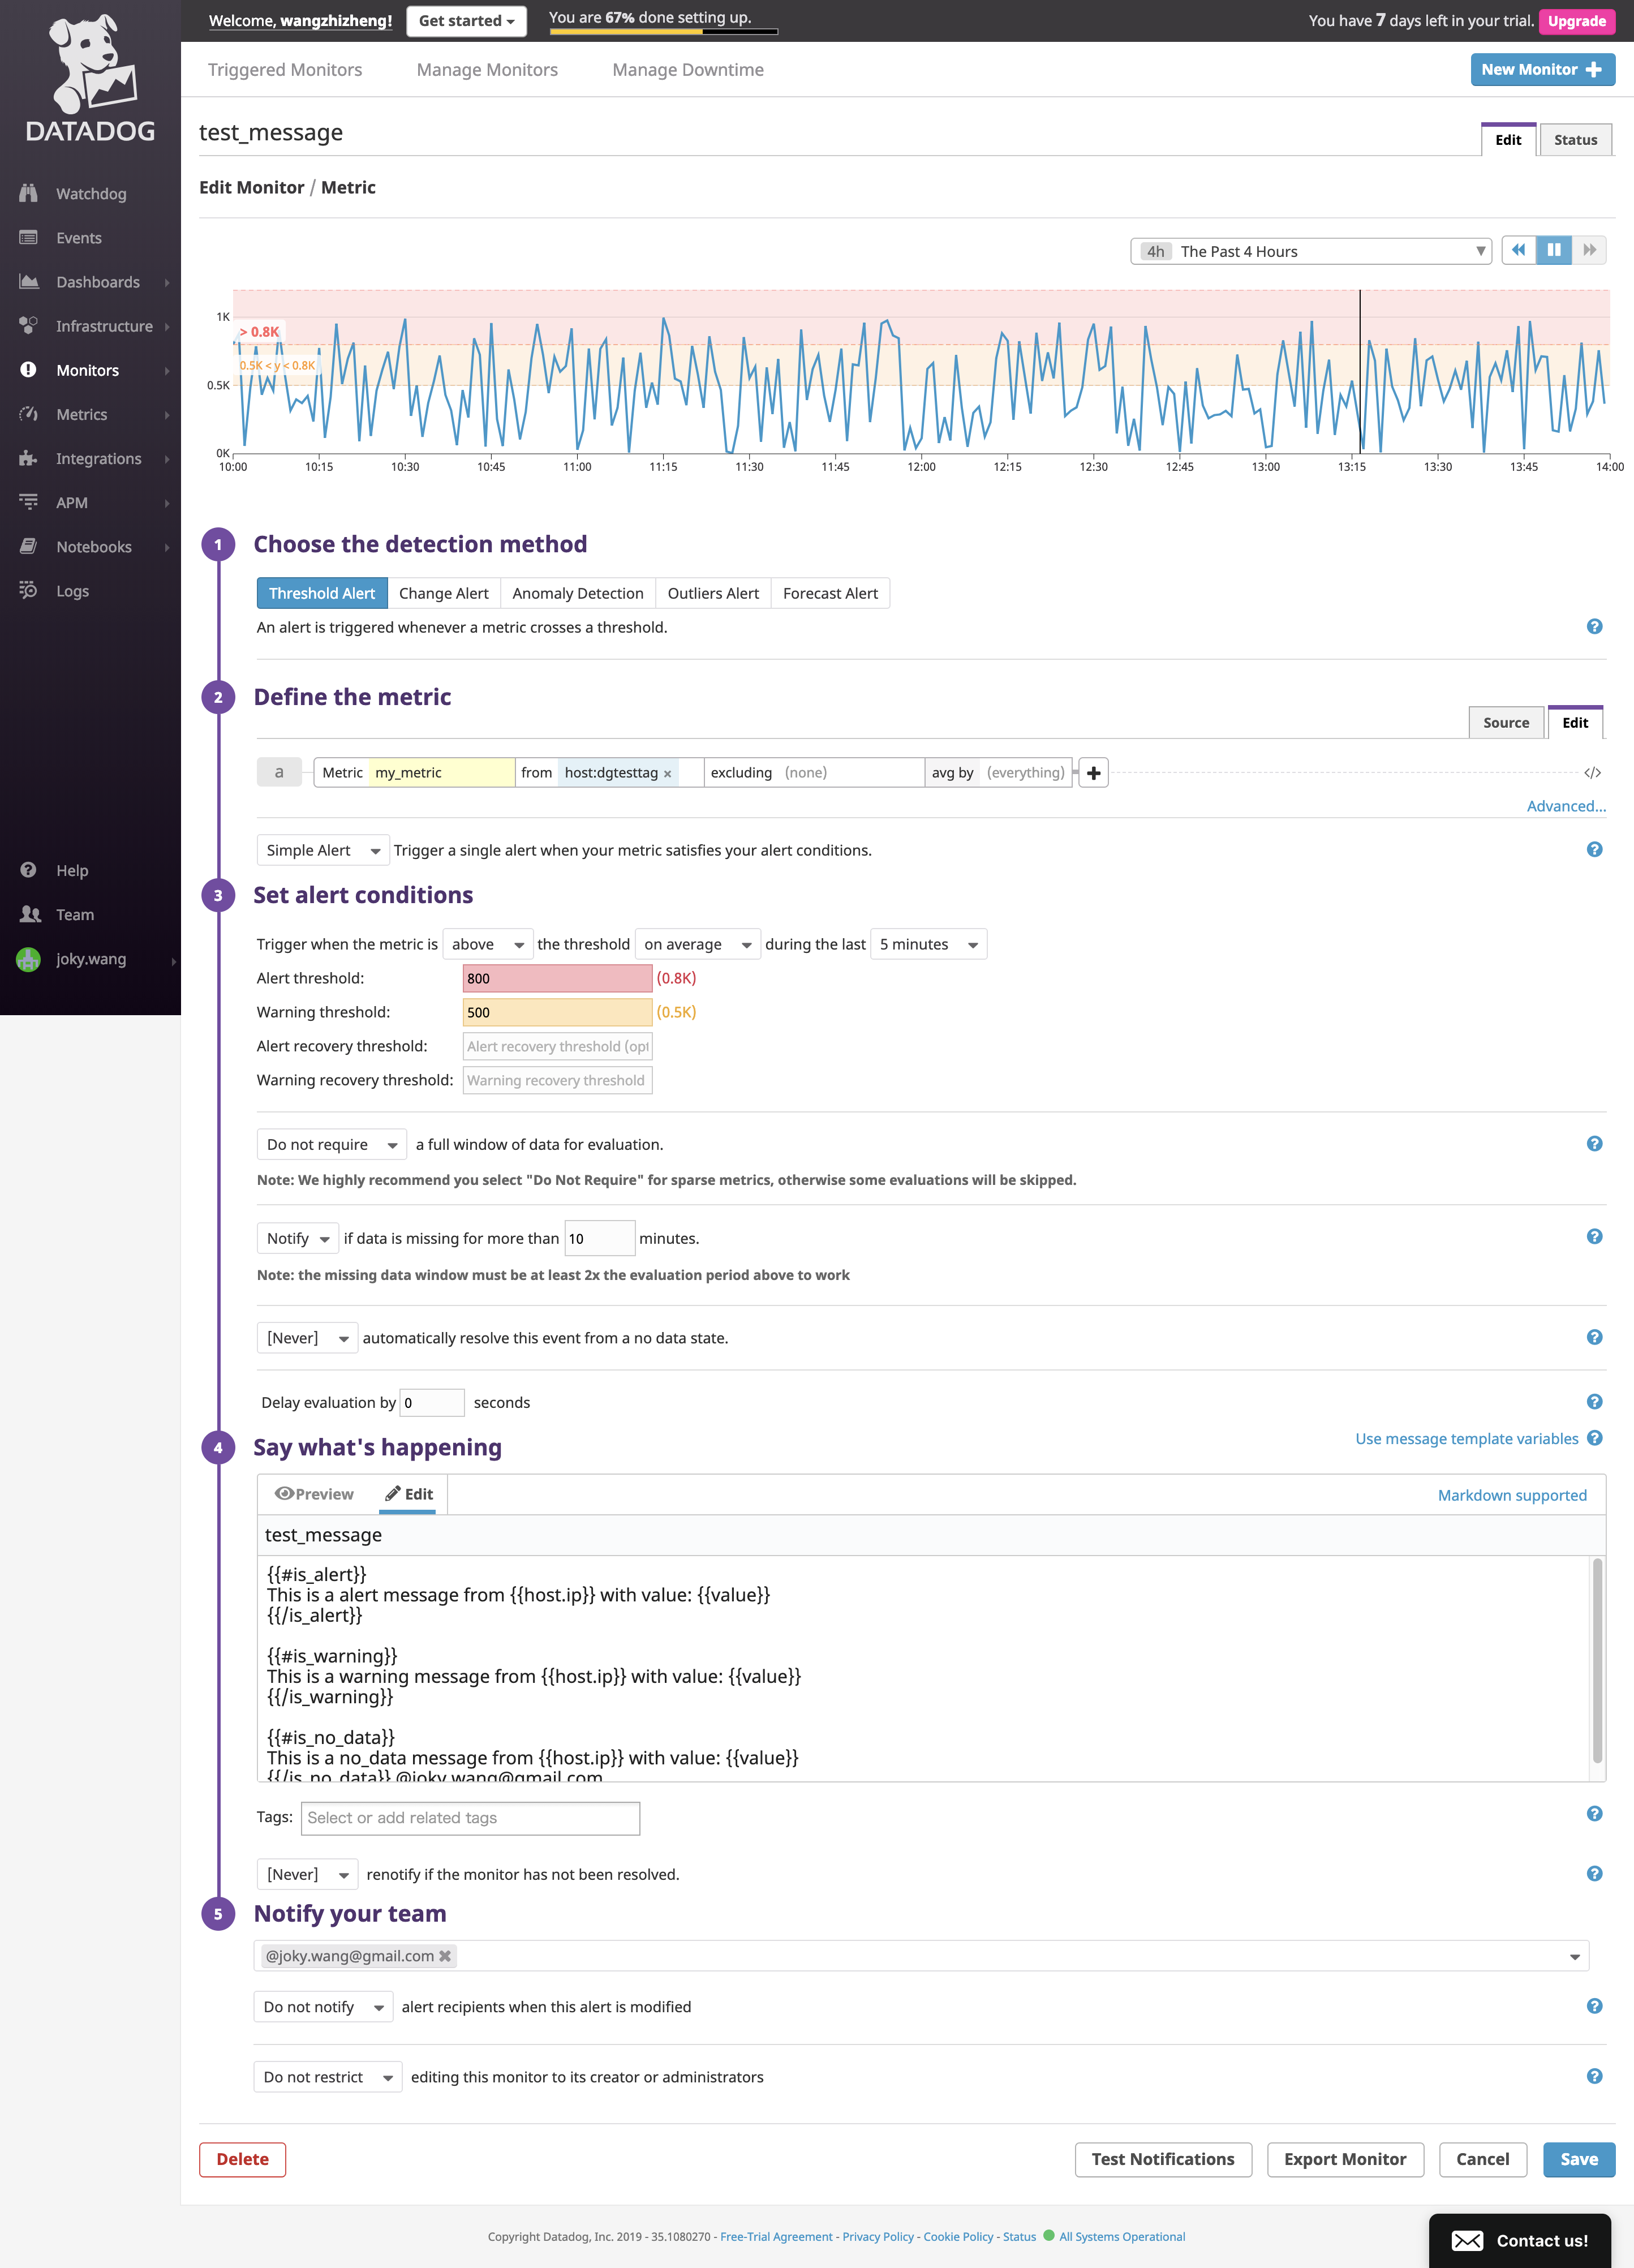 DATADOG
Welcome, wangzhizheng!
Get started
You are 67% done setting up.
You have 7 days left in your trial.
Upgrade
Triggered Monitors
Manage Monitors
Manage Downtime
New Monitor
Watchdog
Events
Dashboards
Infrastructure
Monitors
Metrics
Integrations
APM
Notebooks
Logs
Help
Team
joky.wang
test_message
Edit
Status
Edit Monitor / Metric
4h The Past 4 Hours
1K
0.5K
0K
> 0.8K
0.5K < y < 0.8K
10:00 10:15 10:30 10:45 11:00 11:15 11:30 11:45 12:00 12:15 12:30 12:45 13:00 13:15 13:30 13:45 14:00
1 Choose the detection method
Threshold Alert Change Alert Anomaly Detection Outliers Alert Forecast Alert
An alert is triggered whenever a metric crosses a threshold.
2 Define the metric
Source Edit
a Metric my_metric from host:dgtesttag × excluding (none) avg by (everything) + </>
Advanced...
Simple Alert Trigger a single alert when your metric satisfies your alert conditions.
3 Set alert conditions
Trigger when the metric is above the threshold on average during the last 5 minutes
Alert threshold: 800 (0.8K)
Warning threshold: 500 (0.5K)
Alert recovery threshold: Alert recovery threshold (opt
Warning recovery threshold: Warning recovery threshold
Do not require a full window of data for evaluation.
Note: We highly recommend you select "Do Not Require" for sparse metrics, otherwise some evaluations will be skipped.
Notify if data is missing for more than 10 minutes.
Note: the missing data window must be at least 2x the evaluation period above to work
[Never] automatically resolve this event from a no data state.
Delay evaluation by 0 seconds
4 Say what's happening
Use message template variables
Preview Edit
Markdown supported
test_message
{{#is_alert}}
This is a alert message from {{host.ip}} with value: {{value}}
{{/is_alert}}
{{#is_warning}}
This is a warning message from {{host.ip}} with value: {{value}}
{{/is_warning}}
{{#is_no_data}}
This is a no_data message from {{host.ip}} with value: {{value}}
{{/is_no_data}} @joky.wang@gmail.com
Tags: Select or add related tags
[Never] renotify if the monitor has not been resolved.
5 Notify your team
@joky.wang@gmail.com
Do not notify alert recipients when this alert is modified
Do not restrict editing this monitor to its creator or administrators
Delete
Test Notifications
Export Monitor
Cancel
Save
Copyright Datadog, Inc. 2019 - 35.1080270 - Free-Trial Agreement - Privacy Policy - Cookie Policy - Status All Systems Operational
Contact us!